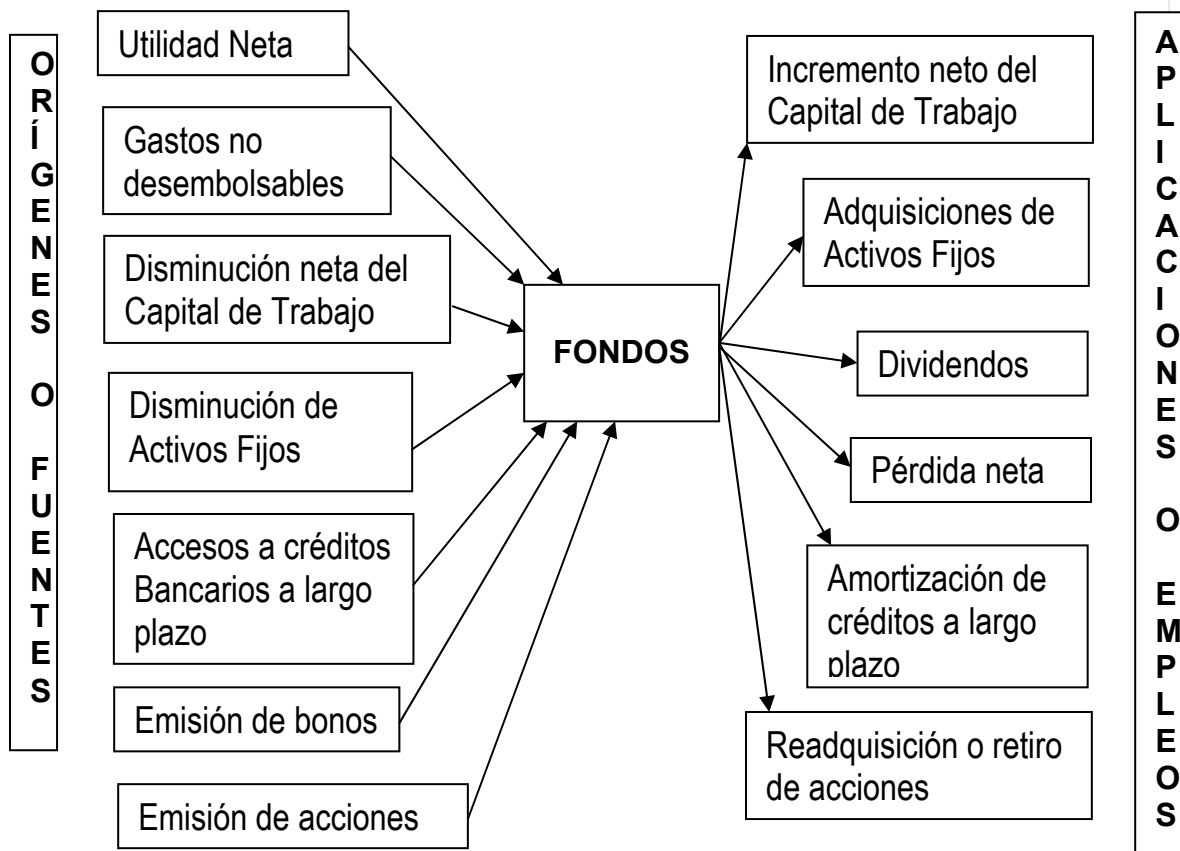 ORÍGENES O FUENTES
Utilidad Neta
Gastos no
desembolsables
Disminución neta del
Capital de Trabajo
Disminución de
Activos Fijos
Accesos a créditos
Bancarios a largo
plazo
Emisión de bonos
Emisión de acciones
FONDOS
Incremento neto del
Capital de Trabajo
Adquisiciones de
Activos Fijos
Dividendos
Pérdida neta
Amortización de
créditos a largo
plazo
Readquisición o retiro
de acciones
APLICACIONES O EMPLEOS